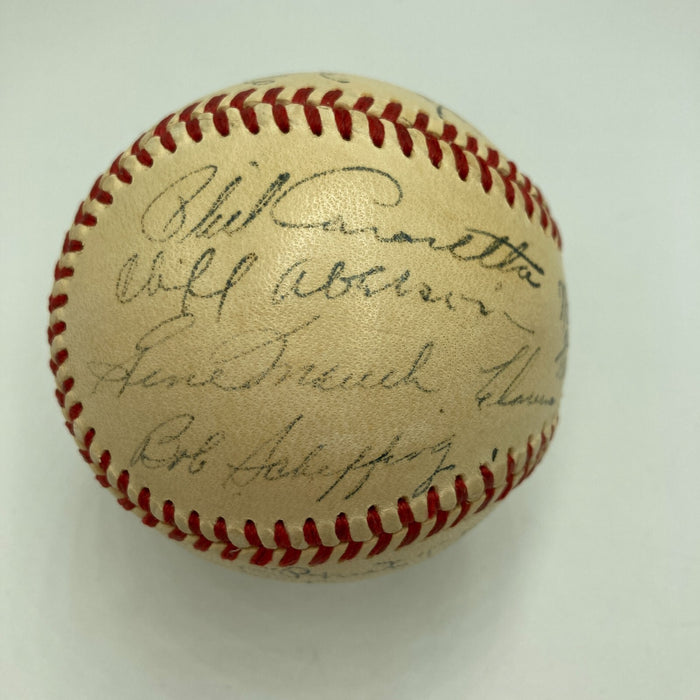 Phil Cavarretta
Cliff Aberson
Gene Mauch
Bob Scheffing